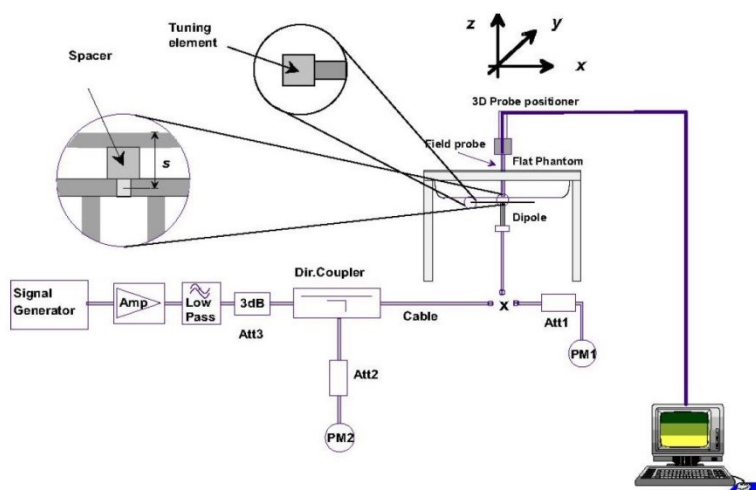 Tuning
element
Spacer
s
z
y
x
3D Probe positioner
Field probe
Flat Phantom
Dipole
Signal
Generator
Amp
Low
Pass
3dB
Att3
Dir.Coupler
Cable
x
Att1
PM1
Att2
PM2